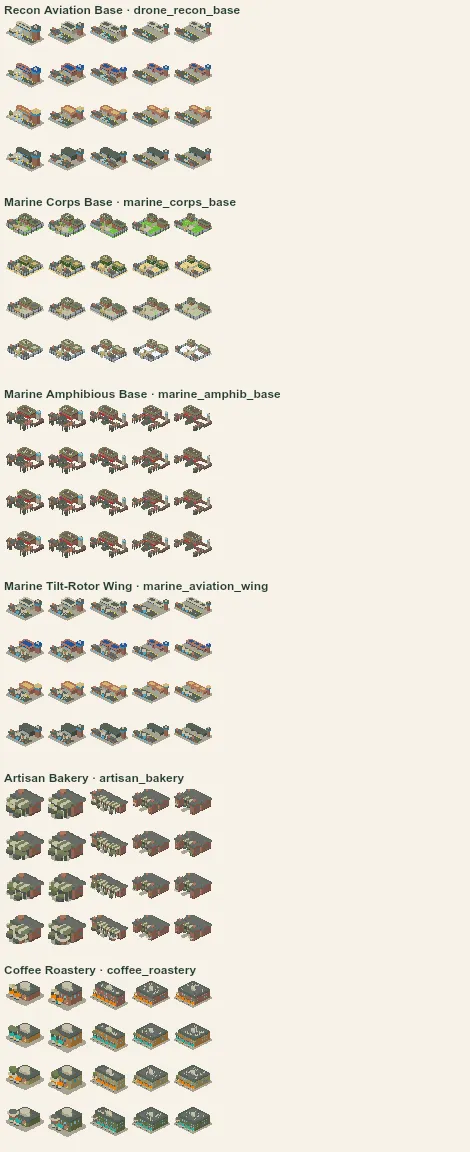 Recon Aviation Base · drone_recon_base
Marine Corps Base · marine_corps_base
Marine Amphibious Base · marine_amphib_base
Marine Tilt-Rotor Wing · marine_aviation_wing
Artisan Bakery · artisan_bakery
Coffee Roastery · coffee_roastery